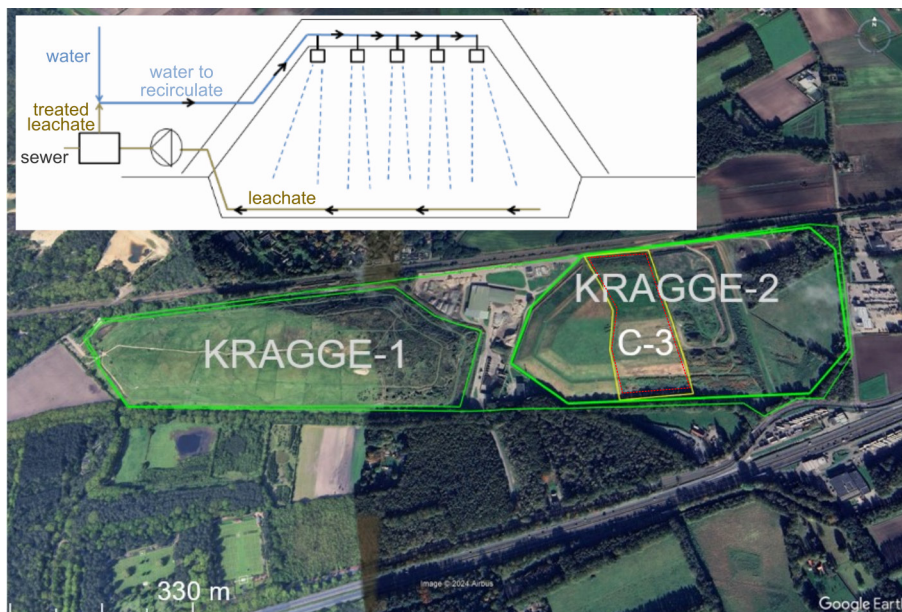 water
water to
recirculate
treated
leachate
sewer
leachate
KRAGGE-1
KRAGGE-2
C-3
330 m
Image © 2024 Airbus
Google Earth